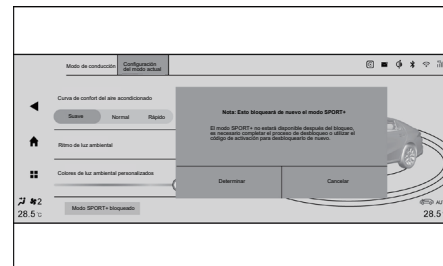 Modo de conducción
Configuración
del modo actual
Curva de confort del aire acondicionado
Suave
Normal
Rápido
Ritmo de luz ambiental
Colores de luz ambiental personalizados
Modo SPORT+ bloqueado
Nota: Esto bloqueará de nuevo el modo SPORT+
El modo SPORT+ no estará disponible después del bloqueo,
es necesario completar el proceso de desbloqueo o utilizar el
código de activación para desbloquearlo de nuevo.
Determinar
Cancelar
2
28.5 °C
AU
28.5